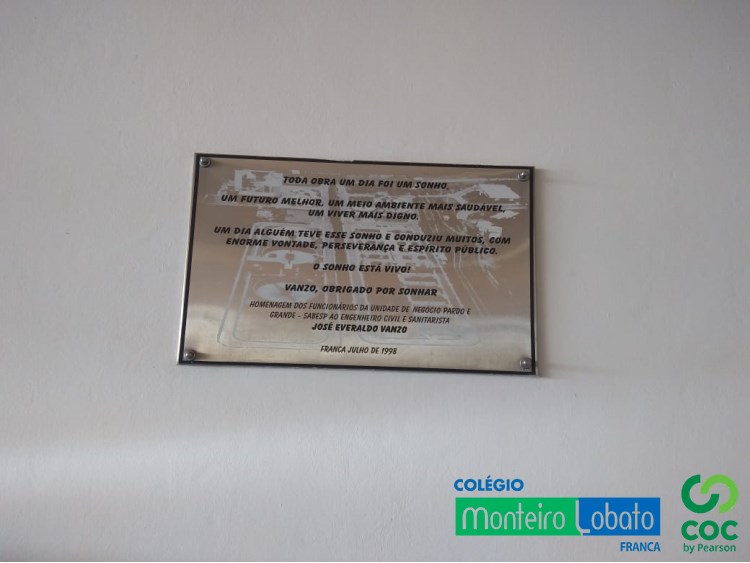 TODA OBRA UM DIA FOI UM SONHO.
UM FUTURO MELHOR, UM MEIO AMBIENTE MAIS SAUDÁVEL,
UM VIVER MAIS DIGNO.
UM DIA ALGUÉM TEVE ESSE SONHO E CONDUZIU MUITOS, COM
ENORME VONTADE, PERSEVERANÇA E ESPÍRITO PÚBLICO.
O SONHO ESTÁ VIVO!
VANZO, OBRIGADO POR SONHAR
HOMENAGEM DOS FUNCIONÁRIOS DA UNIDADE DE NEGÓCIO PARDO E
GRANDE - SABESP AO ENGENHEIRO CIVIL E SANITARISTA
JOSÉ EVERALDO VANZO
FRANCA JULHO DE 1998
COLÉGIO
Monteiro Lobato
FRANCA
COC
by Pearson